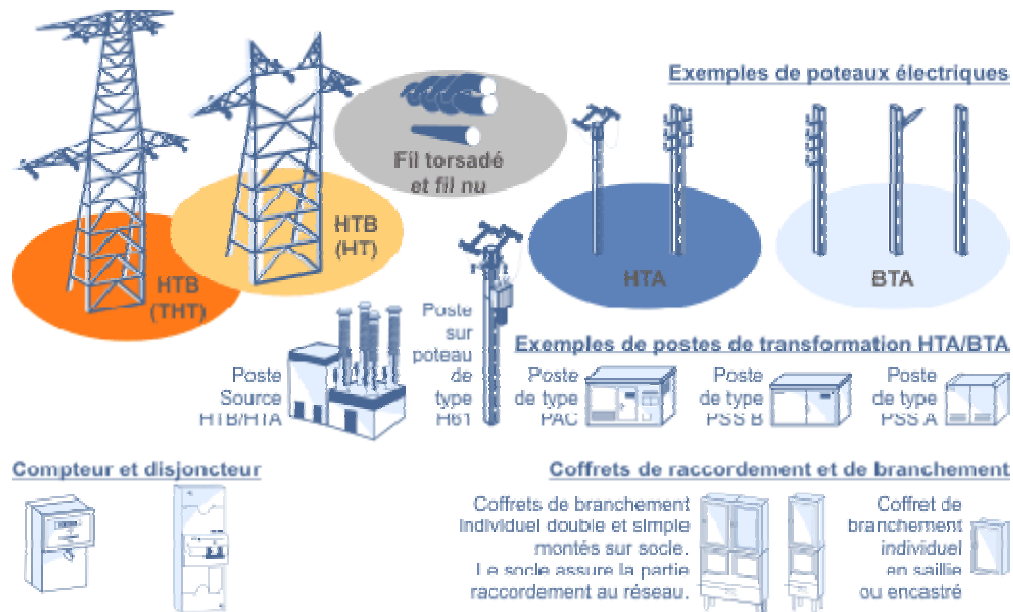 Exemples de poteaux électriques
Fil torsadé
et fil nu
HTB
(HT)
HTB
(THT)
HTA
BTA
Exemples de postes de transformation HTA/BTA
Poste
Source
HTB/HTA
Poste
sur
poteau
de
type
H61
Poste
de type
PAC
Poste
de type
PSS B
Poste
de type
PSS A
Compteur et disjoncteur
Coffrets de raccordement et de branchement
Coffrets de branchement
individuel double et simple
montés sur socle.
Le socle assure la partie
raccordement au réseau.
Coffret de
branchement
individuel
en saillie
ou encastré